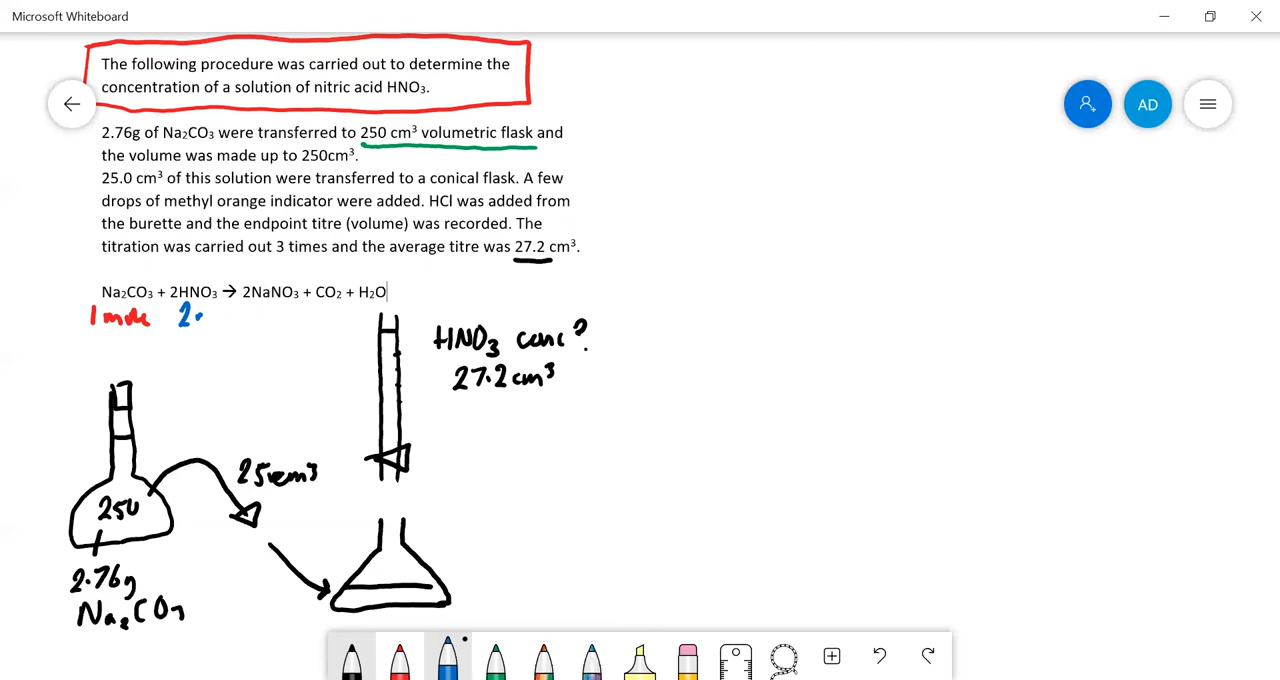 Microsoft Whiteboard
The following procedure was carried out to determine the
concentration of a solution of nitric acid HNO₃.
AD
2.76g of Na₂CO₃ were transferred to 250 cm³ volumetric flask and
the volume was made up to 250cm³.
25.0 cm³ of this solution were transferred to a conical flask. A few
drops of methyl orange indicator were added. HCl was added from
the burette and the endpoint titre (volume) was recorded. The
titration was carried out 3 times and the average titre was 27.2 cm³.
Na₂CO₃ + 2HNO₃ → 2NaNO₃ + CO₂ + H₂O
1 mole 2
HNO₃ conc?
27.2 cm³
25 cm³
250
2.76g
Na₂CO₃